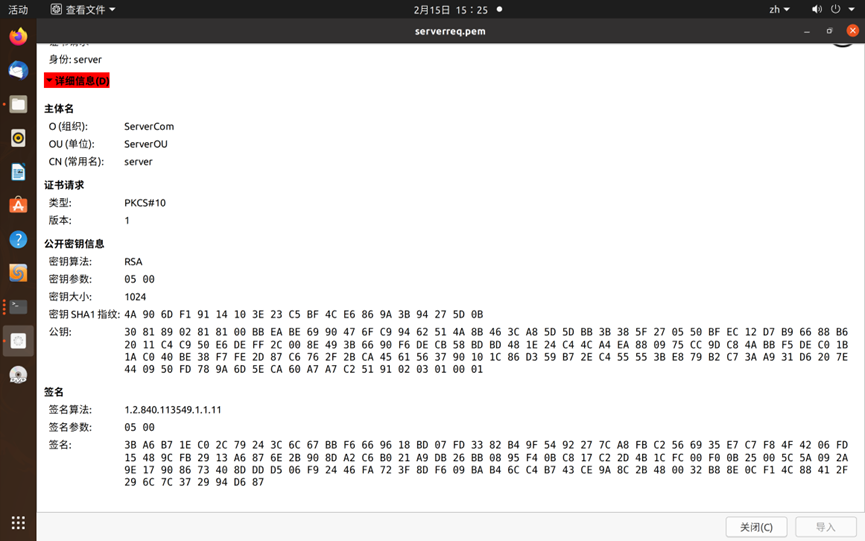 活动
查看文件
2月15日 15：25
zh
serverreq.pem
身份: server
详细信息(D)
主体名
O (组织): ServerCom
OU (单位): ServerOU
CN (常用名): server
证书请求
类型: PKCS#10
版本: 1
公开密钥信息
密钥算法: RSA
密钥参数: 05 00
密钥大小: 1024
密钥 SHA1 指纹: 4A 90 6D F1 91 14 10 3E 23 C5 BF 4C E6 86 9A 3B 94 27 5D 0B
公钥: 30 81 89 02 81 81 00 BB EA BE 69 90 47 6F C9 94 62 51 4A 8B 46 3C A8 5D 5D BB 3B 38 5F 27 05 50 BF EC 12 D7 B9 66 88 B6
20 11 C4 C9 50 E6 DE FF 2C 00 8E 49 3B 66 90 F6 DE CB 58 BD BD 48 1E 24 C4 4C A4 EA 88 09 75 CC 9D C8 4A BB F5 DE C0 1B
1A C0 40 BE 38 F7 FE 2D 87 C6 76 2F 2B CA 45 61 56 37 90 10 1C 86 D3 59 B7 2E C4 55 55 3B E8 79 B2 C7 3A A9 31 D6 20 7E
44 09 50 FD 78 9A 6D 5E CA 60 A7 A7 C2 51 91 02 03 01 00 01
签名
签名算法: 1.2.840.113549.1.1.11
签名参数: 05 00
签名: 3B A6 B7 1E C0 2C 79 24 3C 6C 67 BB F6 66 96 18 BD 07 FD 33 82 B4 9F 54 92 27 7C A8 FB C2 56 69 35 E7 C7 F8 4F 42 06 FD
15 48 9C FB 29 13 A6 87 6E 2B 90 8D A2 C6 B0 21 A9 DB 26 BB 08 95 F4 0B C8 17 C2 2D 4B 1C FC 00 F0 0B 25 00 5C 5A 09 2A
9E 17 90 86 73 40 8D DD D5 06 F9 24 46 FA 72 3F 8D F6 09 BA B4 6C C4 B7 43 CE 9A 8C 2B 48 00 32 B8 8E 0C F1 4C 88 41 2F
29 6C 7C 37 29 94 D6 87
关闭(C)
导入